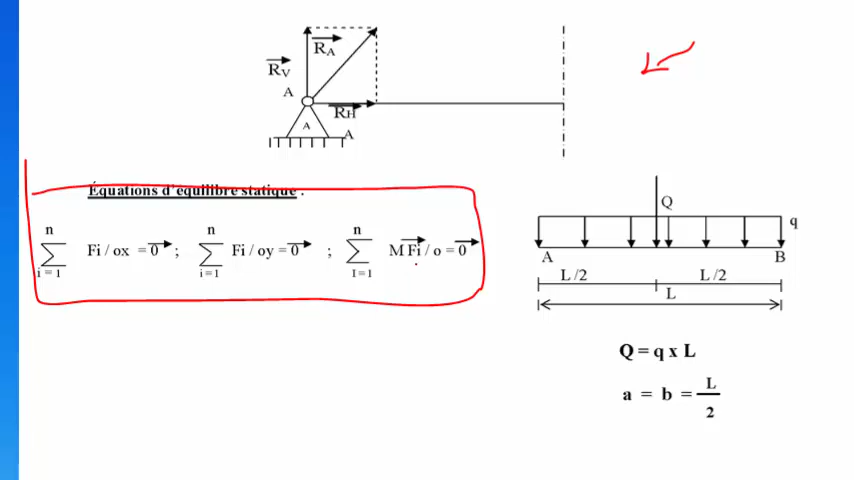 R_A
R_V
A
R_H
A
A
Équations d'équilibre statique .
n n n
∑ Fi / ox = 0 ; ∑ Fi / oy = 0 ; ∑ M Fi / o = 0
i = 1 i = 1 I = 1
Q
q
A B
L /2 L /2
L
Q = q x L
a = b = L
2